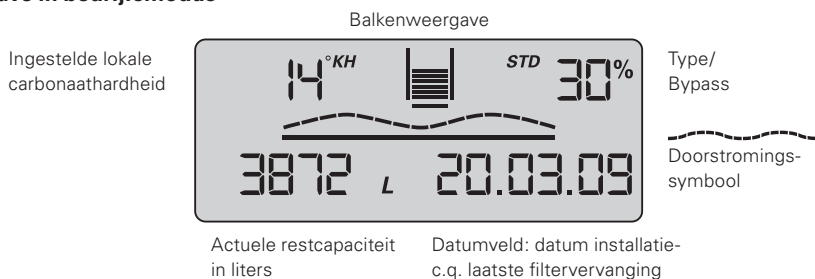 Balkenweergave
Ingestelde lokale
carbonaathardheid
14 °KH
STD 30%
Type/
Bypass
3872 L 20.03.09
Doorstromings-
symbool
Actuele restcapaciteit
in liters
Datumveld: datum installatie-
c.q. laatste filtervervanging